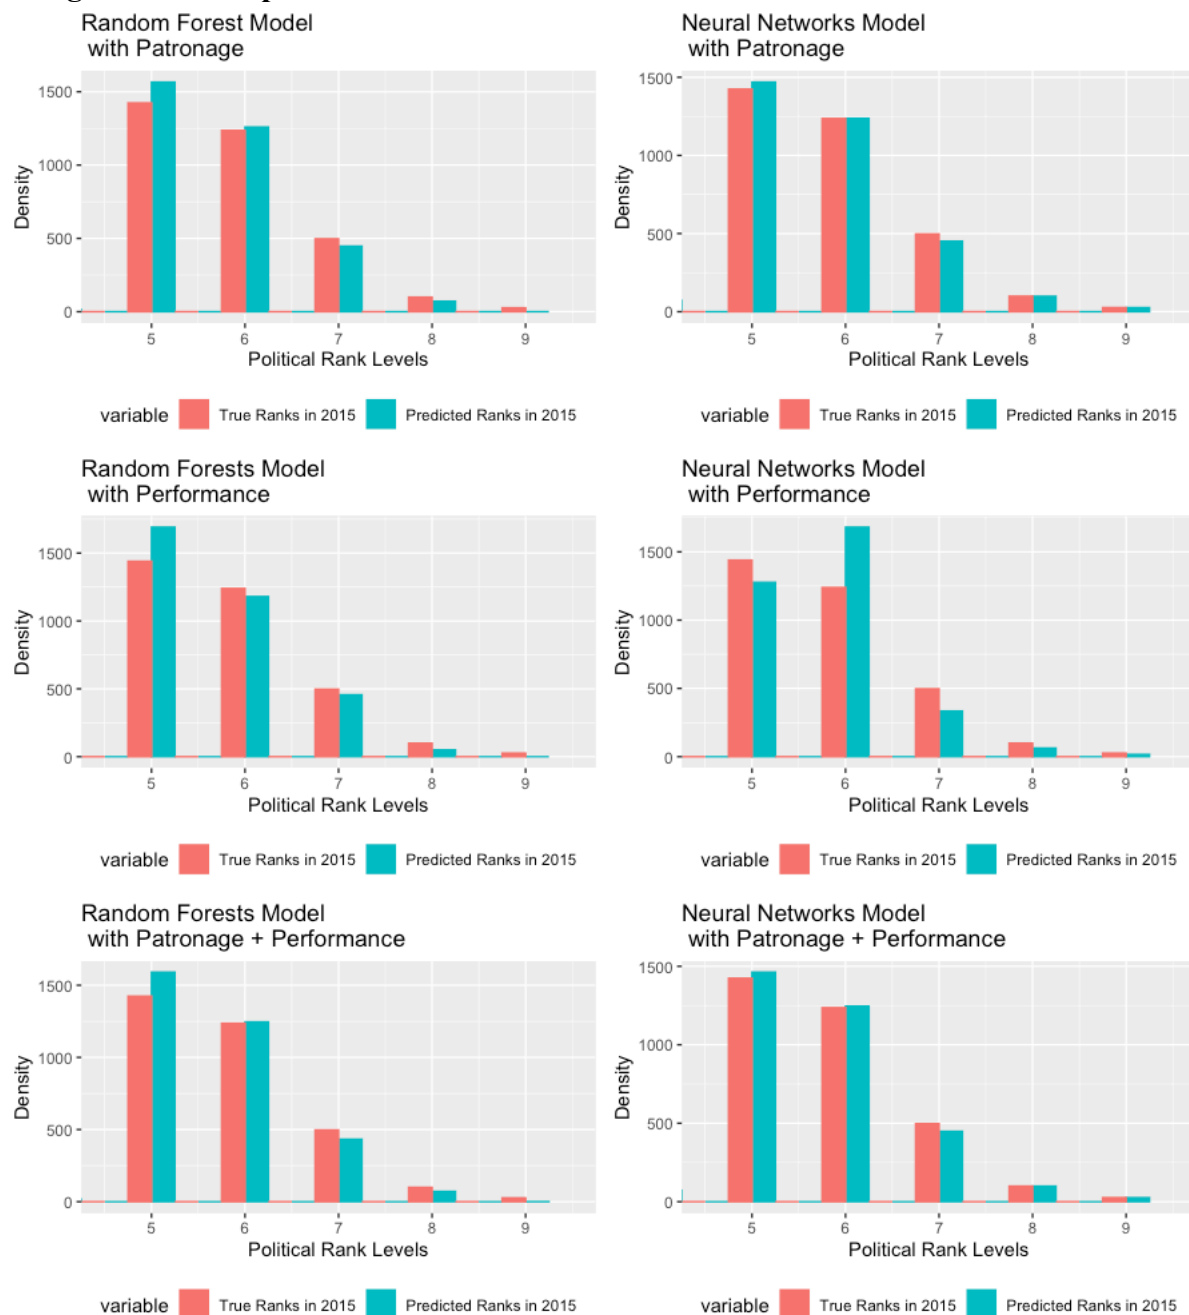 Random Forest Model
with Patronage
Density
1500
1000
500
0
5 6 7 8 9
Political Rank Levels
variable True Ranks in 2015 Predicted Ranks in 2015
Neural Networks Model
with Patronage
Density
1500
1000
500
0
5 6 7 8 9
Political Rank Levels
variable True Ranks in 2015 Predicted Ranks in 2015
Random Forests Model
with Performance
Density
1500
1000
500
0
5 6 7 8 9
Political Rank Levels
variable True Ranks in 2015 Predicted Ranks in 2015
Neural Networks Model
with Performance
Density
1500
1000
500
0
5 6 7 8 9
Political Rank Levels
variable True Ranks in 2015 Predicted Ranks in 2015
Random Forests Model
with Patronage + Performance
Density
1500
1000
500
0
5 6 7 8 9
Political Rank Levels
variable True Ranks in 2015 Predicted Ranks in 2015
Neural Networks Model
with Patronage + Performance
Density
1500
1000
500
0
5 6 7 8 9
Political Rank Levels
variable True Ranks in 2015 Predicted Ranks in 2015